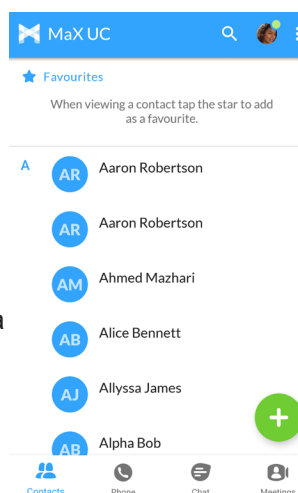 MaX UC
Favourites
When viewing a contact tap the star to add
as a favourite.
A
AR Aaron Robertson
AR Aaron Robertson
AM Ahmed Mazhari
a
AB Alice Bennett
AJ Allyssa James
+
AB Alpha Bob
Contacts Phone Chat Meetings